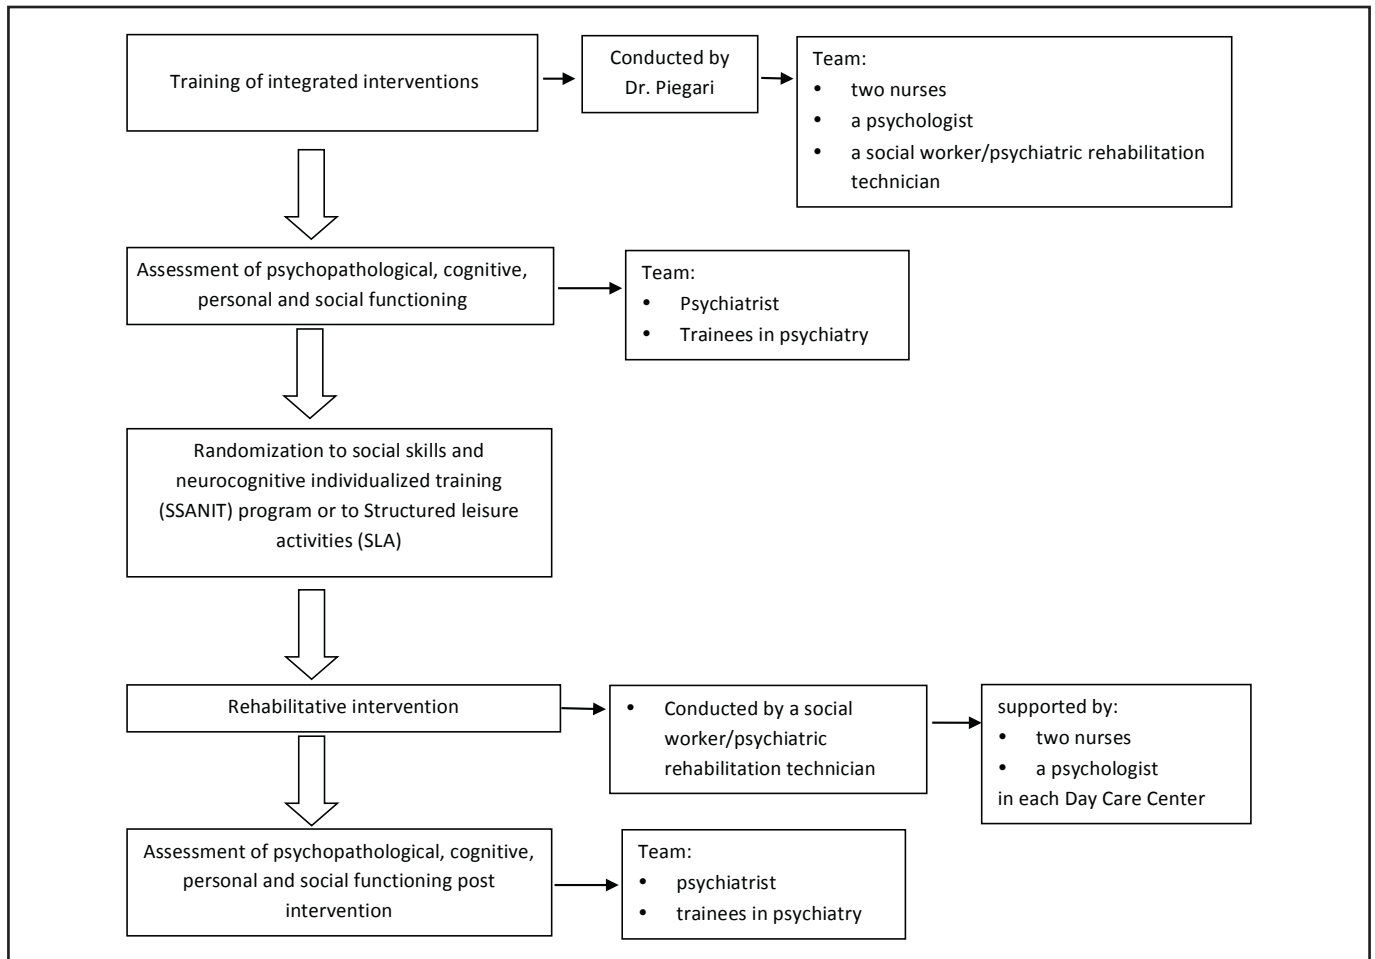 Training of integrated interventions
Conducted by
Dr. Piegari
Team:
• two nurses
• a psychologist
• a social worker/psychiatric rehabilitation
technician
Assessment of psychopathological, cognitive,
personal and social functioning
Team:
• Psychiatrist
• Trainees in psychiatry
Randomization to social skills and
neurocognitive individualized training
(SSANIT) program or to Structured leisure
activities (SLA)
Rehabilitative intervention
• Conducted by a social
worker/psychiatric
rehabilitation technician
supported by:
• two nurses
• a psychologist
in each Day Care Center
Assessment of psychopathological, cognitive,
personal and social functioning post
intervention
Team:
• psychiatrist
• trainees in psychiatry